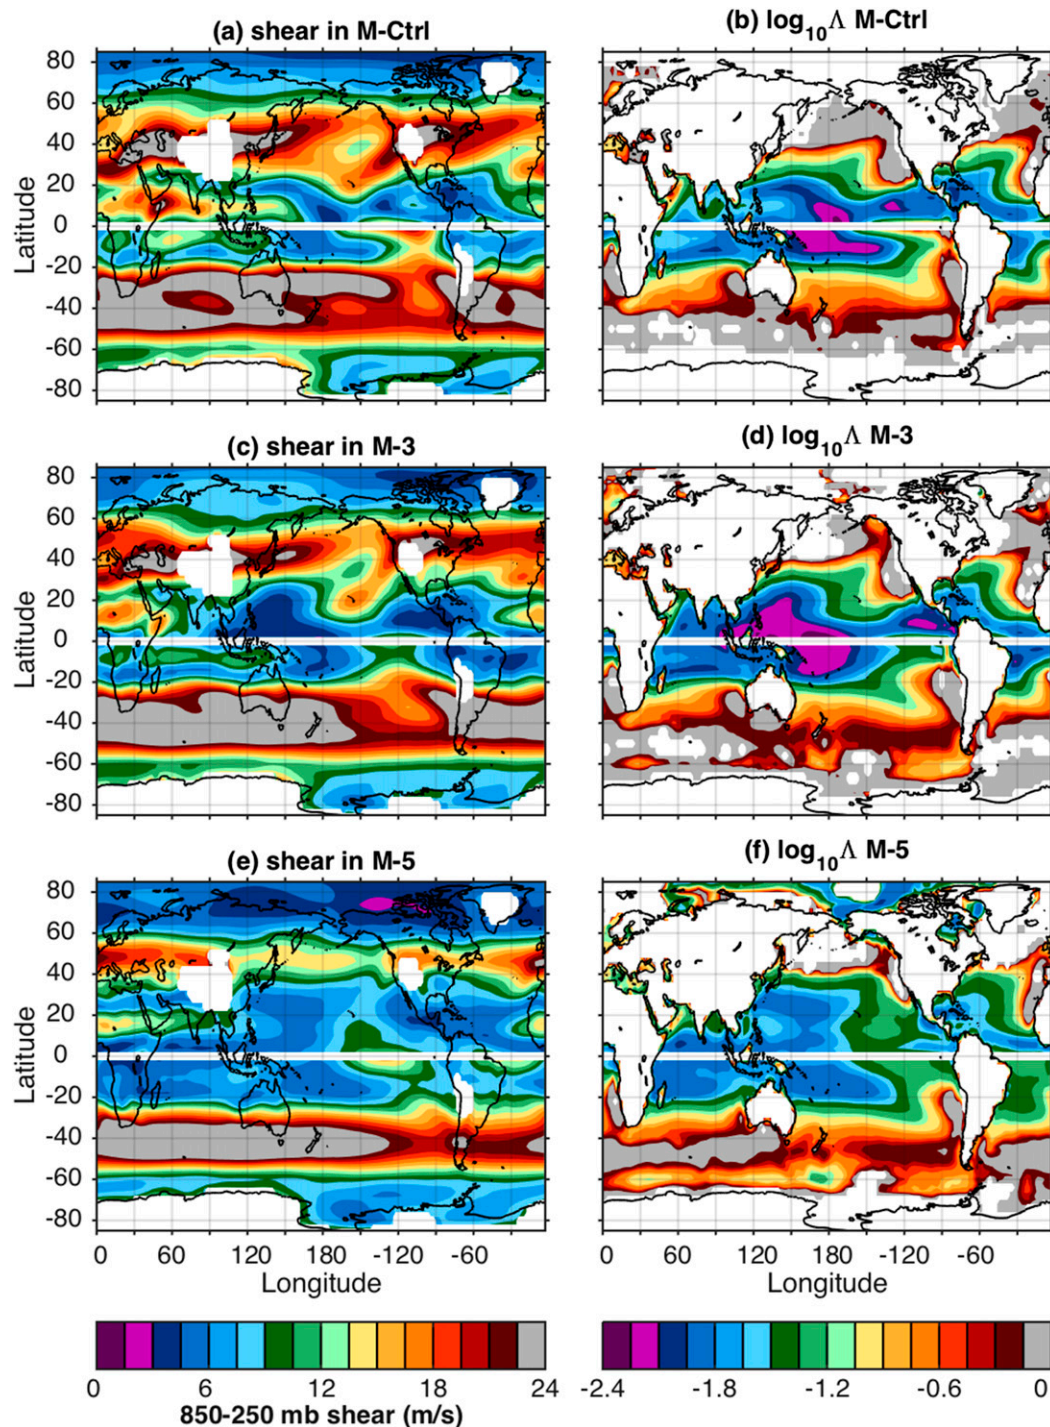 (a) shear in M-Ctrl
(b) log10Λ M-Ctrl
80
60
40
20
0
-20
-40
-60
-80
Latitude
(c) shear in M-3
(d) log10Λ M-3
80
60
40
20
0
-20
-40
-60
-80
Latitude
(e) shear in M-5
(f) log10Λ M-5
80
60
40
20
0
-20
-40
-60
-80
Latitude
0 60 120 180 -120 -60
Longitude
0 60 120 180 -120 -60
Longitude
0 6 12 18 24
850-250 mb shear (m/s)
-2.4 -1.8 -1.2 -0.6 0